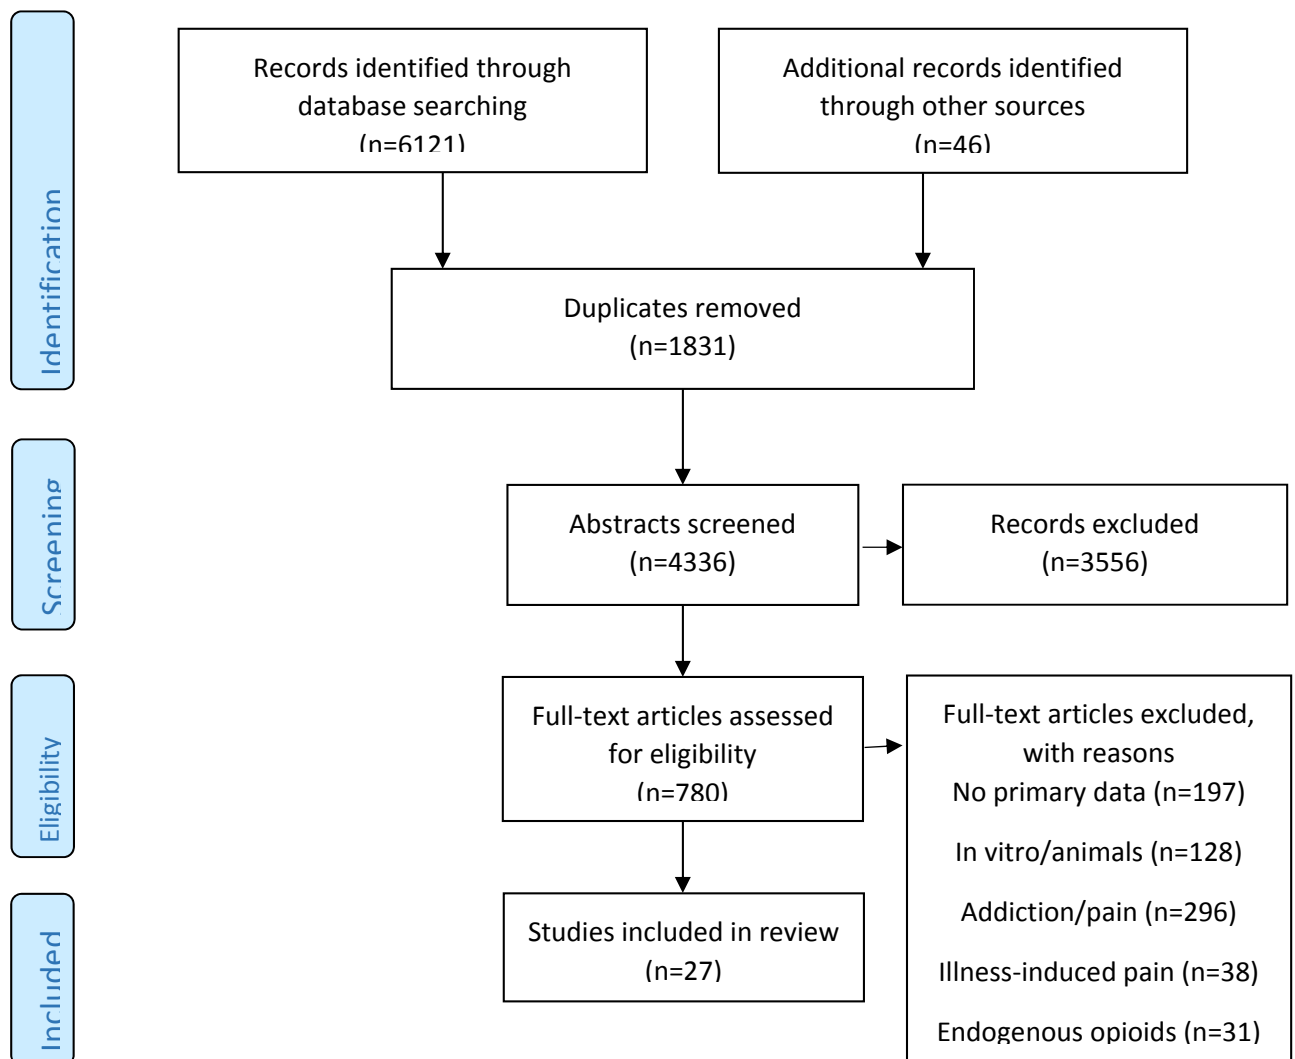 Identification
Records identified through
database searching
(n=6121)
Additional records identified
through other sources
(n=46)
Duplicates removed
(n=1831)
Screening
Abstracts screened
(n=4336)
Records excluded
(n=3556)
Eligibility
Full-text articles assessed
for eligibility
(n=780)
Full-text articles excluded,
with reasons
No primary data (n=197)
In vitro/animals (n=128)
Addiction/pain (n=296)
Illness-induced pain (n=38)
Endogenous opioids (n=31)
Included
Studies included in review
(n=27)